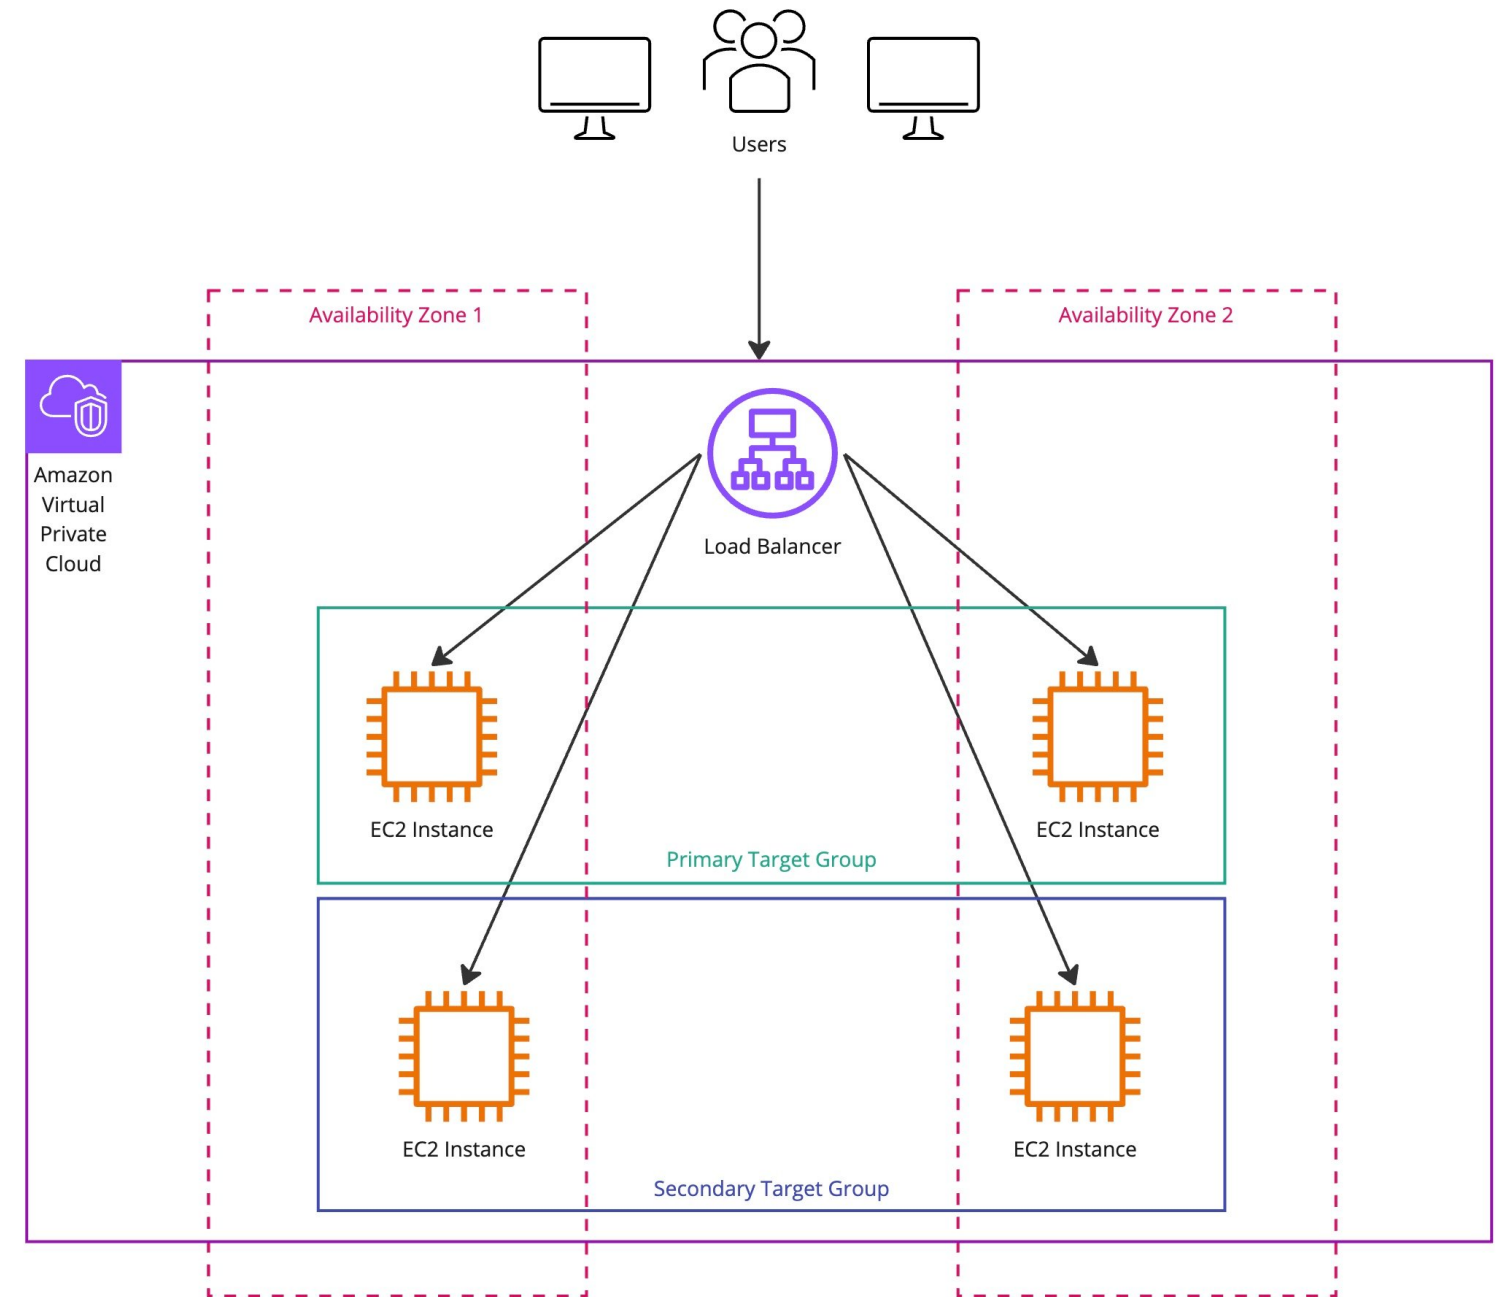 Users
Availability Zone 1
Availability Zone 2
Amazon
Virtual
Private
Cloud
Load Balancer
EC2 Instance
EC2 Instance
Primary Target Group
EC2 Instance
EC2 Instance
Secondary Target Group